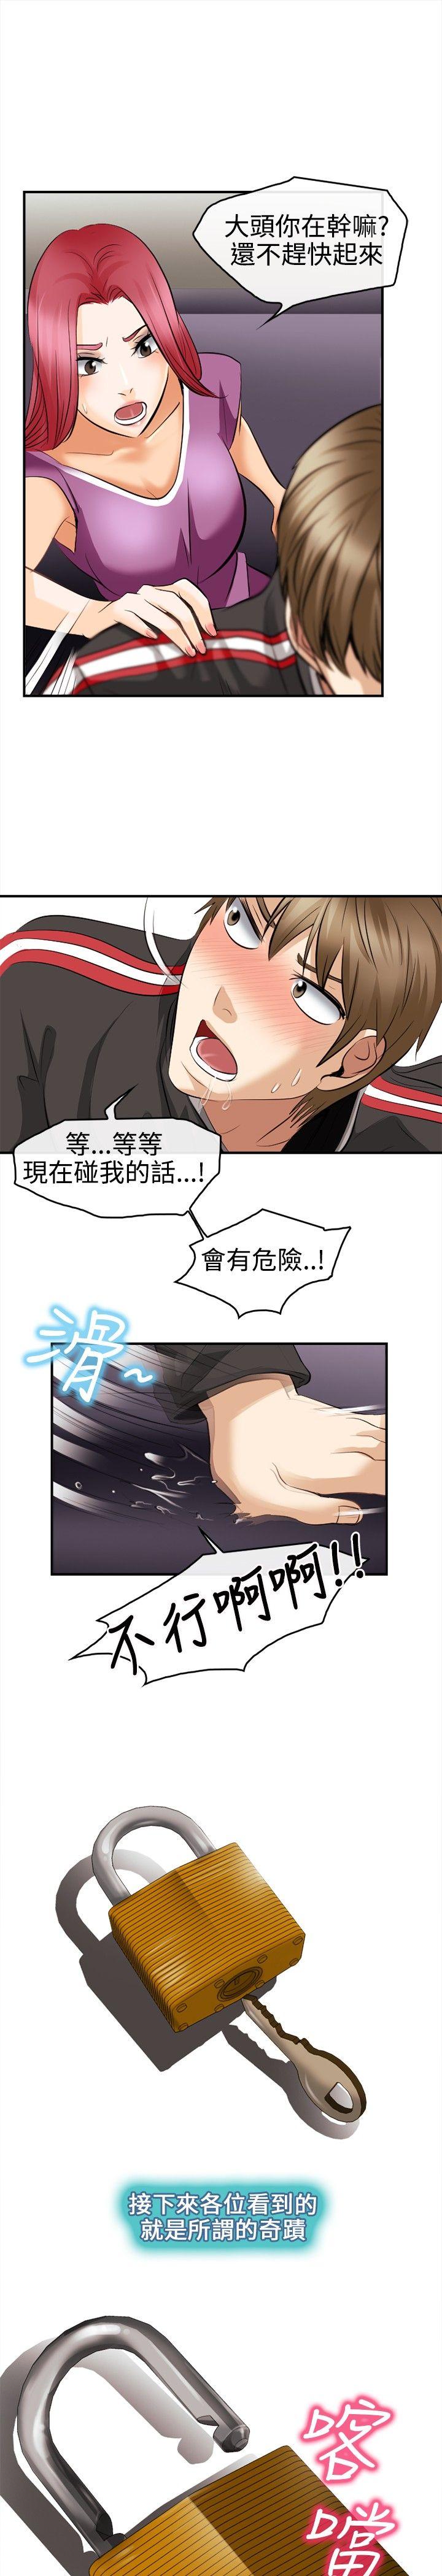 大頭你在幹嘛?
還不趕快起來
等...等等
現在碰我的話...!
會有危險..!
滑~
不行啊啊!!
接下來各位看到的
就是所謂的奇蹟
喀
噹